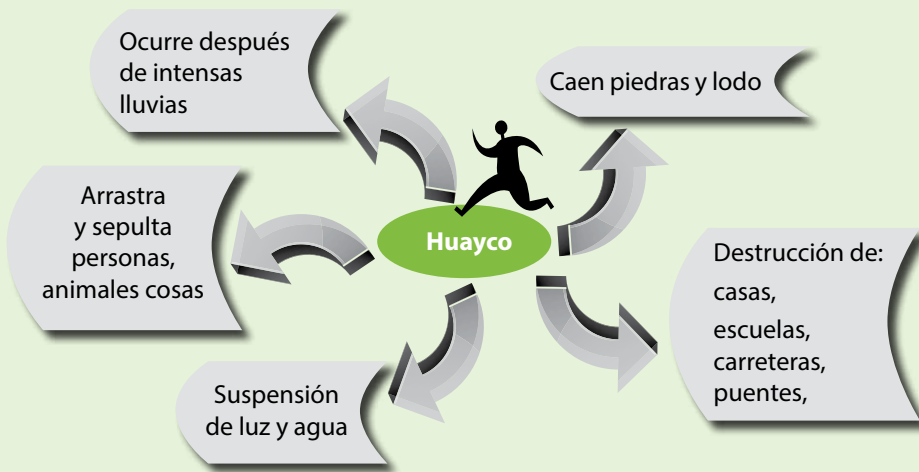 Ocurre después
de intensas
lluvias
Caen piedras y lodo
Arrastra
y sepulta
personas,
animales cosas
Huayco
Destrucción de:
casas,
escuelas,
carreteras,
puentes,
Suspensión
de luz y agua